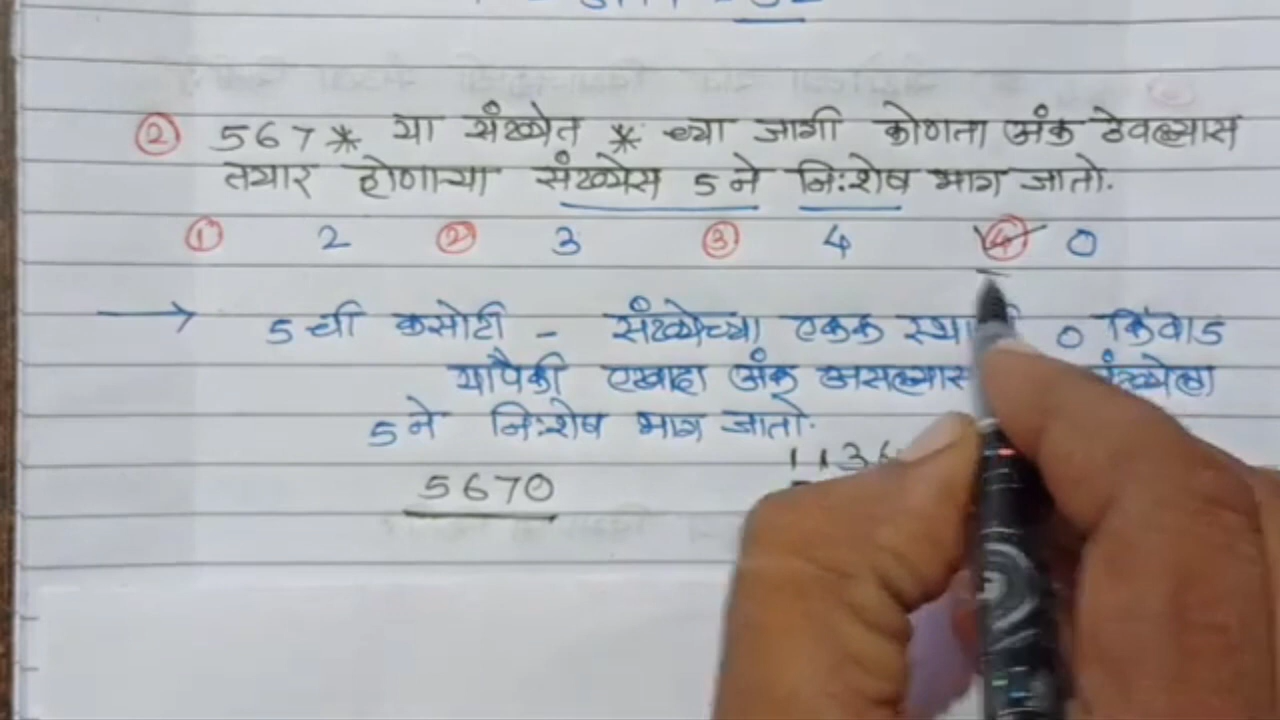 ② 567* या संख्येत * च्या जागी कोणता अंक ठेवल्यास
तयार होणाऱ्या संख्येस 5 ने नि:शेष भाग जातो.
① 2 ② 3 ③ 4 ④ 0
→ 5 ची कसोटी - संख्येच्या एकक स्थानी 0 किंवा 5
यापैकी एखादा अंक असल्यास संख्येला
5 ने नि:शेष भाग जातो.
1136
5670